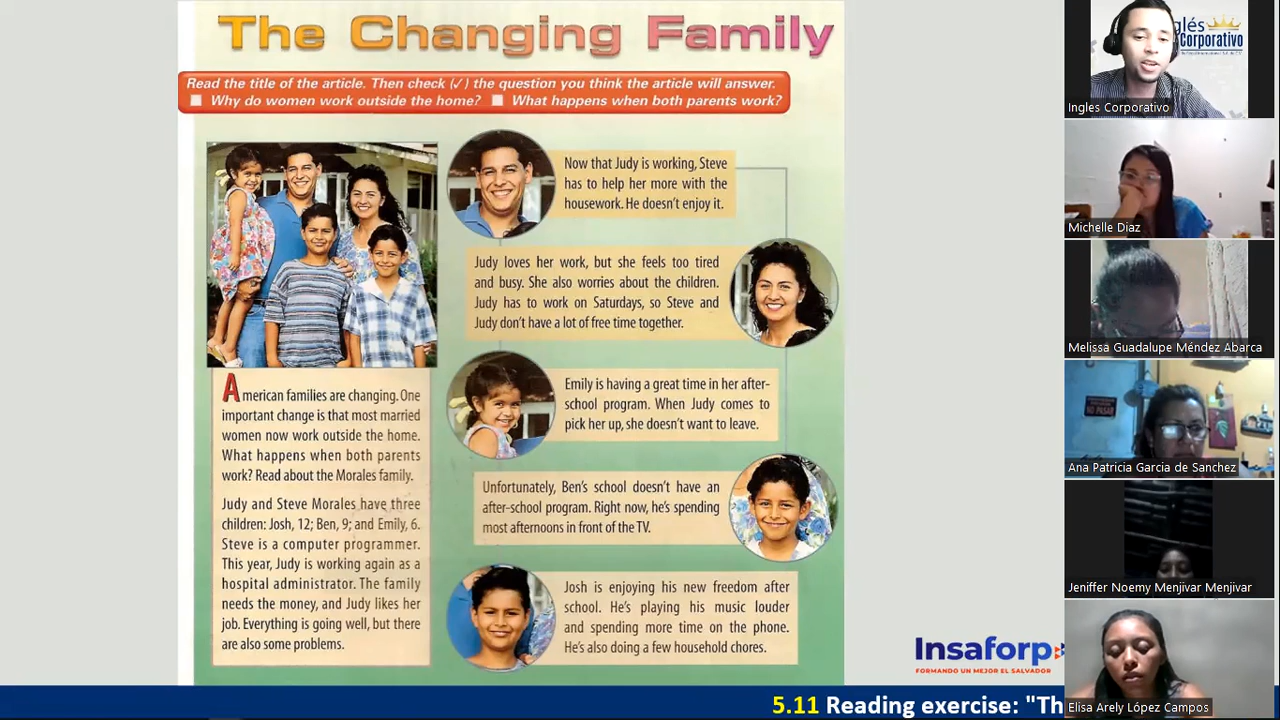 The Changing Family
Read the title of the article. Then check (✓) the question you think the article will answer.
Why do women work outside the home? What happens when both parents work?
Now that Judy is working, Steve
has to help her more with the
housework. He doesn't enjoy it.
Judy loves her work, but she feels too tired
and busy. She also worries about the children.
Judy has to work on Saturdays, so Steve and
Judy don't have a lot of free time together.
Emily is having a great time in her after-
school program. When Judy comes to
pick her up, she doesn't want to leave.
Unfortunately, Ben's school doesn't have an
after-school program. Right now, he's spending
most afternoons in front of the TV.
Josh is enjoying his new freedom after
school. He's playing his music louder
and spending more time on the phone.
He's also doing a few household chores.
American families are changing. One
important change is that most married
women now work outside the home.
What happens when both parents
work? Read about the Morales family.
Judy and Steve Morales have three
children: Josh, 12; Ben, 9; and Emily, 6.
Steve is a computer programmer.
This year, Judy is working again as a
hospital administrator. The family
needs the money, and Judy likes her
job. Everything is going well, but there
are also some problems.
Insaforp
FORMANDO UN MEJOR EL SALVADOR
5.11 Reading exercise: "Th
glés
corporativo
Ingles Corporativo
Michelle Diaz
Melissa Guadalupe Méndez Abarca
NO PASAR
Ana Patricia Garcia de Sanchez
Jeniffer Noemy Menjivar Menjivar
Elisa Arely López Campos